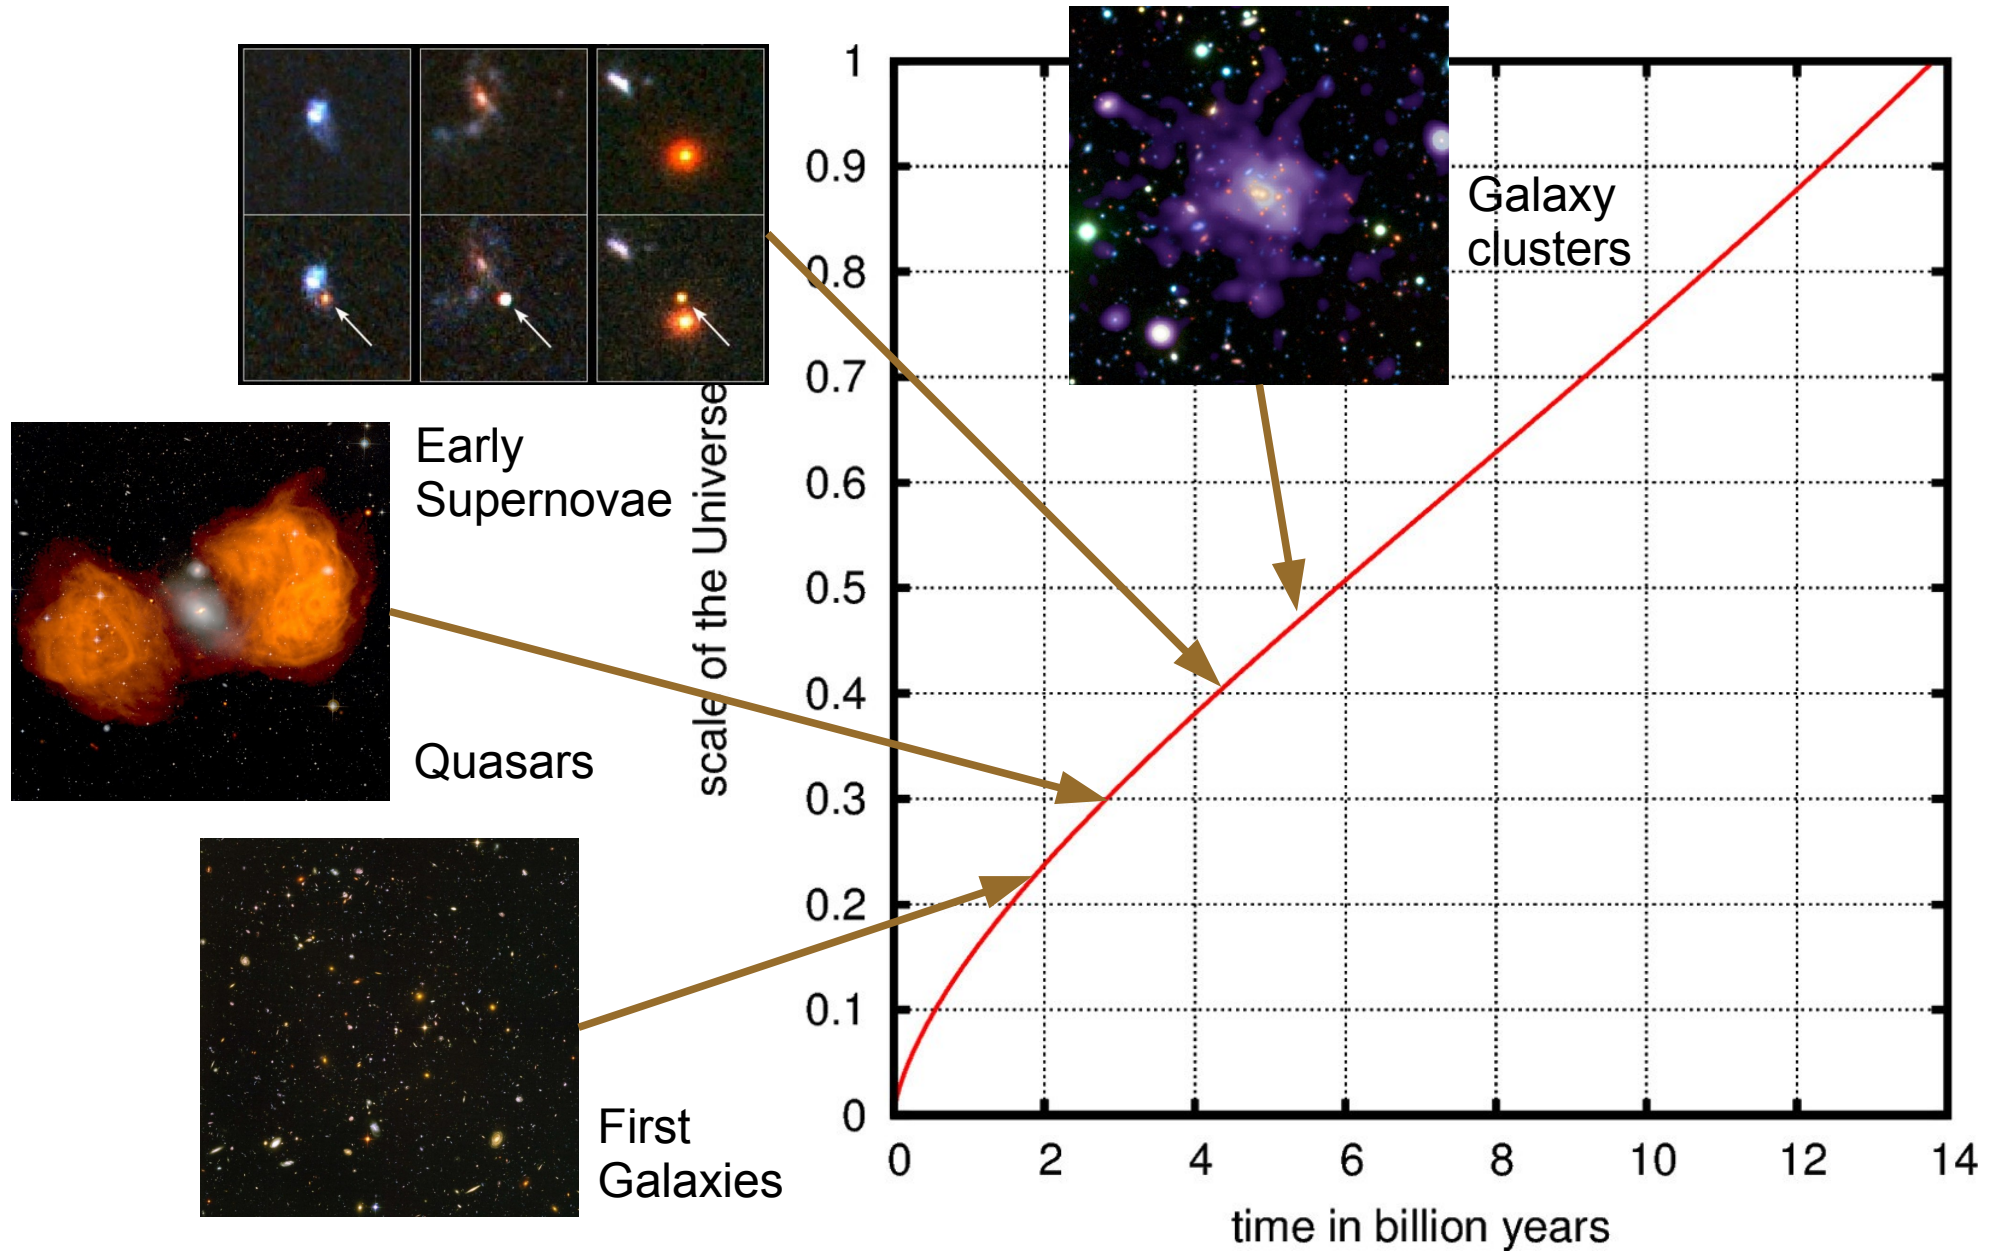 1
0.9
0.8
0.7
0.6
0.5
0.4
0.3
0.2
0.1
0
scale of the Universe
Galaxy
clusters
Early
Supernovae
Quasars
First
Galaxies
0 2 4 6 8 10 12 14
time in billion years